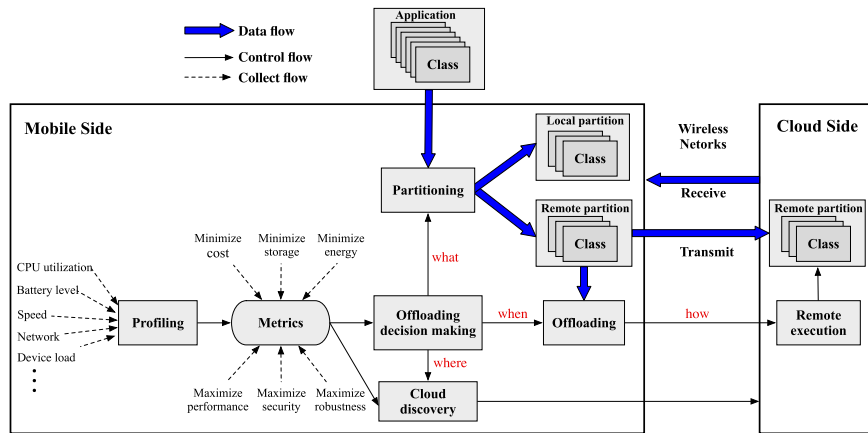 Application
Class
Data flow
Control flow
Collect flow
Mobile Side
Local partition
Class
Wireless
Netorks
Cloud Side
Partitioning
Receive
Remote partition
Class
Transmit
Remote partition
Class
Minimize
cost
Minimize
storage
Minimize
energy
what
CPU utilization
Battery level
Speed
Network
Device load
Profiling
Metrics
Offloading
decision making
when
Offloading
how
Remote
execution
where
Maximize
performance
Maximize
security
Maximize
robustness
Cloud
discovery